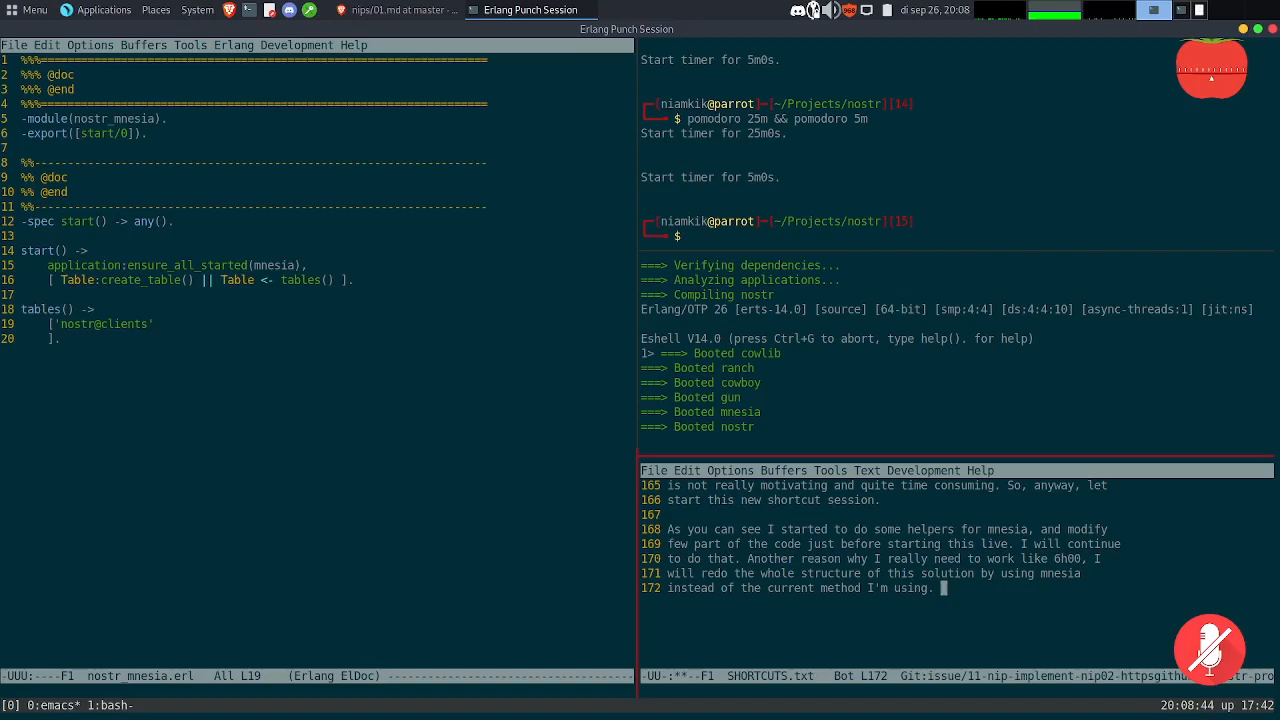 Menu Applications Places System nips/01.md at master - ... Erlang Punch Session 968 di sep 26, 20:08
Erlang Punch Session
File Edit Options Buffers Tools Erlang Development Help
1 %%%====================================================================
2 %%% @doc
3 %%% @end
4 %%%====================================================================
5 -module(nostr_mnesia).
6 -export([start/0]).
7
8 %%--------------------------------------------------------------------
9 %% @doc
10 %% @end
11 %%--------------------------------------------------------------------
12 -spec start() -> any().
13
14 start() ->
15     application:ensure_all_started(mnesia),
16     [ Table:create_table() || Table <- tables() ].
17
18 tables() ->
19     ['nostr@clients'
20     ].
-UUU:----F1  nostr_mnesia.erl   All L19    (Erlang ElDoc) -------------------------------
Start timer for 5m0s.
┌─[niamkik@parrot]─[~/Projects/nostr][14]
└──╼ $ pomodoro 25m && pomodoro 5m
Start timer for 25m0s.
Start timer for 5m0s.
┌─[niamkik@parrot]─[~/Projects/nostr][15]
└──╼ $
===> Verifying dependencies...
===> Analyzing applications...
===> Compiling nostr
Erlang/OTP 26 [erts-14.0] [source] [64-bit] [smp:4:4] [ds:4:4:10] [async-threads:1] [jit:ns]
Eshell V14.0 (press Ctrl+G to abort, type help(). for help)
1> ===> Booted cowlib
===> Booted ranch
===> Booted cowboy
===> Booted gun
===> Booted mnesia
===> Booted nostr
File Edit Options Buffers Tools Text Development Help
165 is not really motivating and quite time consuming. So, anyway, let
166 start this new shortcut session.
167
168 As you can see I started to do some helpers for mnesia, and modify
169 few part of the code just before starting this live. I will continue
170 to do that. Another reason why I really need to work like 6h00, I
171 will redo the whole structure of this solution by using mnesia
172 instead of the current method I'm using.
-UU-:**--F1  SHORTCUTS.txt   Bot L172  Git:issue/11-nip-implement-nip02-httpsgith str-pro
[0] 0:emacs* 1:bash- 20:08:44 up 17:42